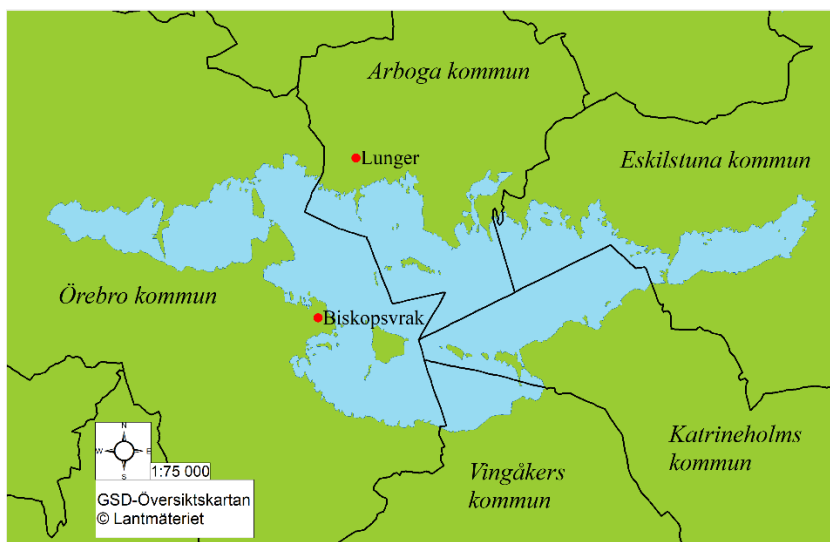 Arboga kommun
Lunger
Eskilstuna kommun
Örebro kommun
Biskopsvrak
Katrineholms
kommun
Vingåkers
kommun
N
W E
S
1:75 000
GSD-Översiktskartan
© Lantmäteriet